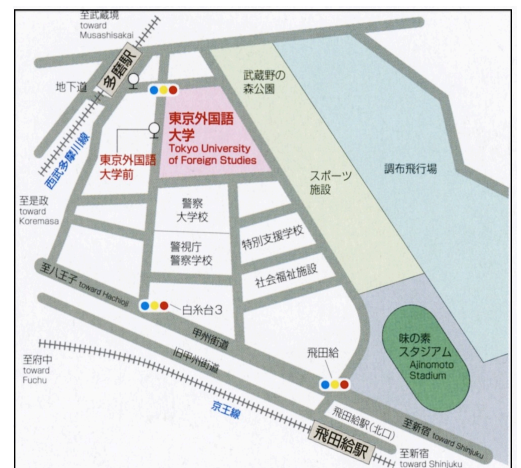 至武蔵境
toward
Musashisakai
多磨駅
地下道
西武多摩川線
東京外国語
大学前
東京外国語
大学
Tokyo University
of Foreign Studies
武蔵野の
森公園
スポーツ
施設
調布飛行場
至是政
toward
Koremasa
警察
大学校
警視庁
警察学校
特別支援学校
社会福祉施設
至八王子 toward Hachioji
白糸台3
甲州街道
旧甲州街道
飛田給
味の素
スタジアム
Ajinomoto
Stadium
至府中
toward
Fuchu
京王線
飛田給駅(北口)
飛田給駅
至新宿 toward Shinjuku
至新宿
toward Shinjuku